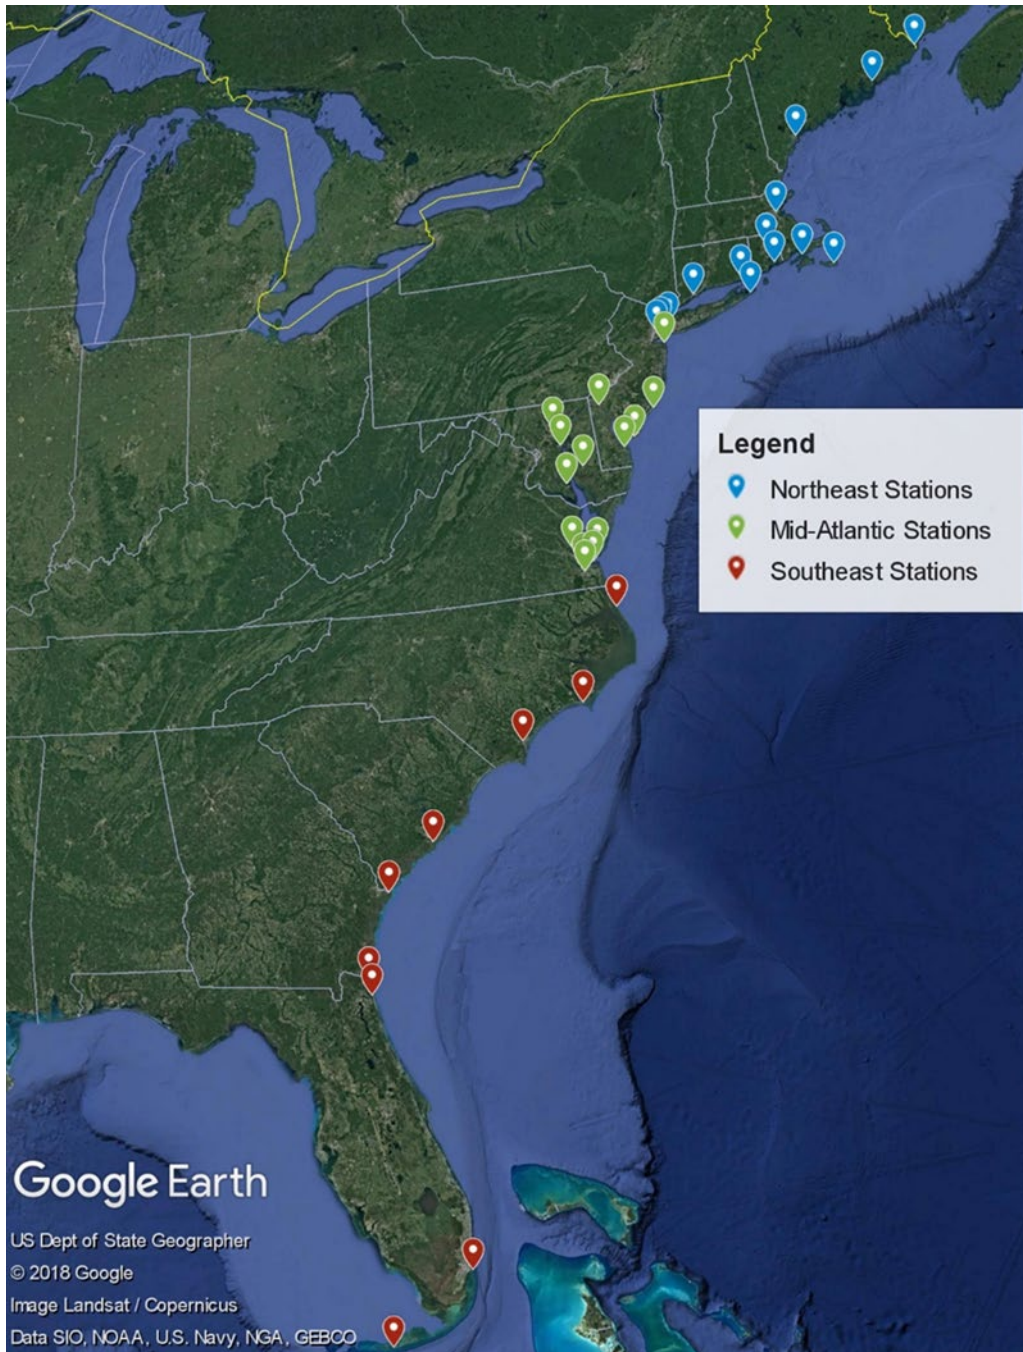 Legend
Northeast Stations
Mid-Atlantic Stations
Southeast Stations
Google Earth
US Dept of State Geographer
© 2018 Google
Image Landsat / Copernicus
Data SIO, NOAA, U.S. Navy, NGA, GEBCO